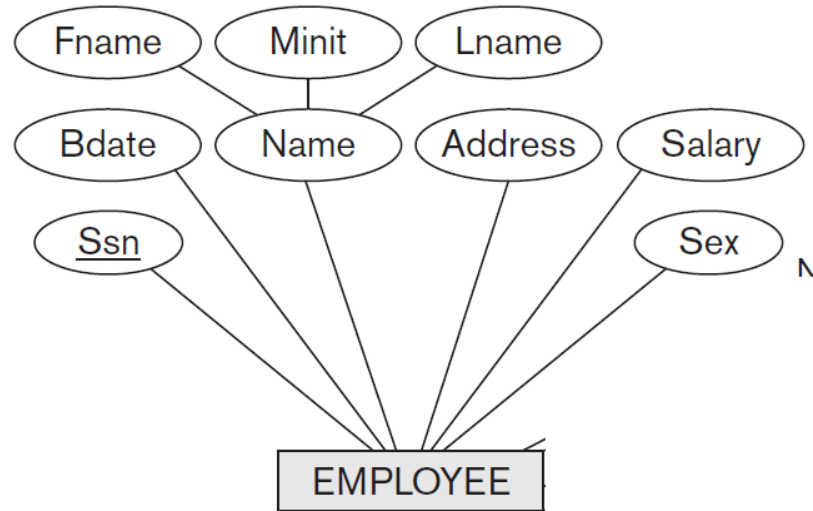 Fname Minit Lname
Bdate Name Address Salary
Ssn Sex
N
EMPLOYEE